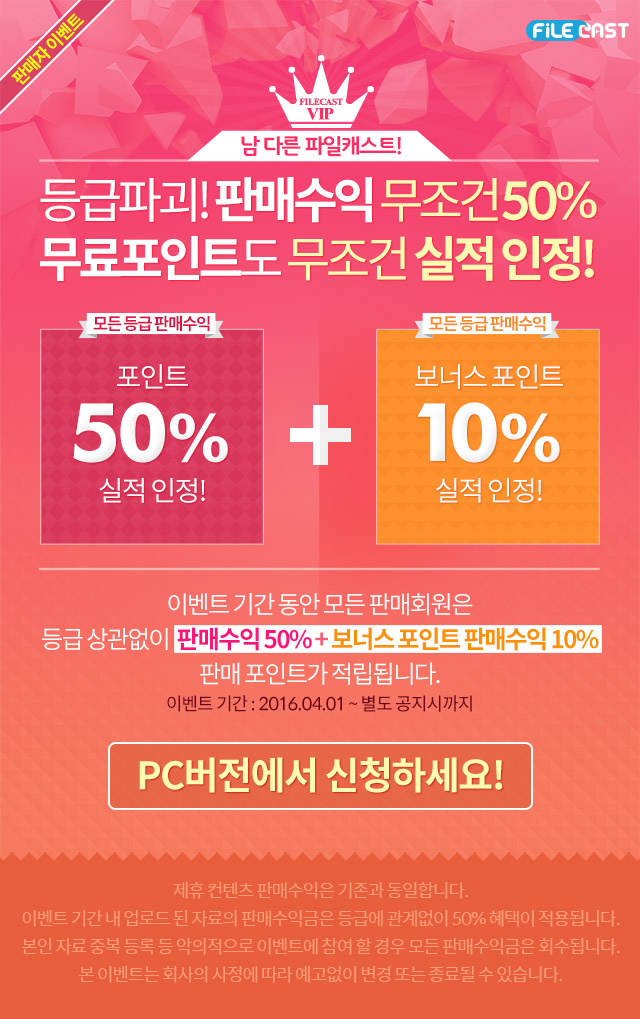 판매자 이벤트
FiLE CAST
FILECAST
VIP
남 다른 파일캐스트!
등급파괴! 판매수익 무조건50%
무료포인트도 무조건 실적 인정!
모든 등급 판매수익
포인트
50%
실적 인정!
+
모든 등급 판매수익
보너스 포인트
10%
실적 인정!
이벤트 기간 동안 모든 판매회원은
등급 상관없이 판매수익 50% + 보너스 포인트 판매수익 10%
판매 포인트가 적립됩니다.
이벤트 기간 : 2016.04.01 ~ 별도 공지시까지
PC버전에서 신청하세요!
제휴 컨텐츠 판매수익은 기존과 동일합니다.
이벤트 기간 내 업로드 된 자료의 판매수익금은 등급에 관계없이 50% 혜택이 적용됩니다.
본인 자료 중복 등록 등 악의적으로 이벤트에 참여 할 경우 모든 판매수익금은 회수됩니다.
본 이벤트는 회사의 사정에 따라 예고없이 변경 또는 종료될 수 있습니다.